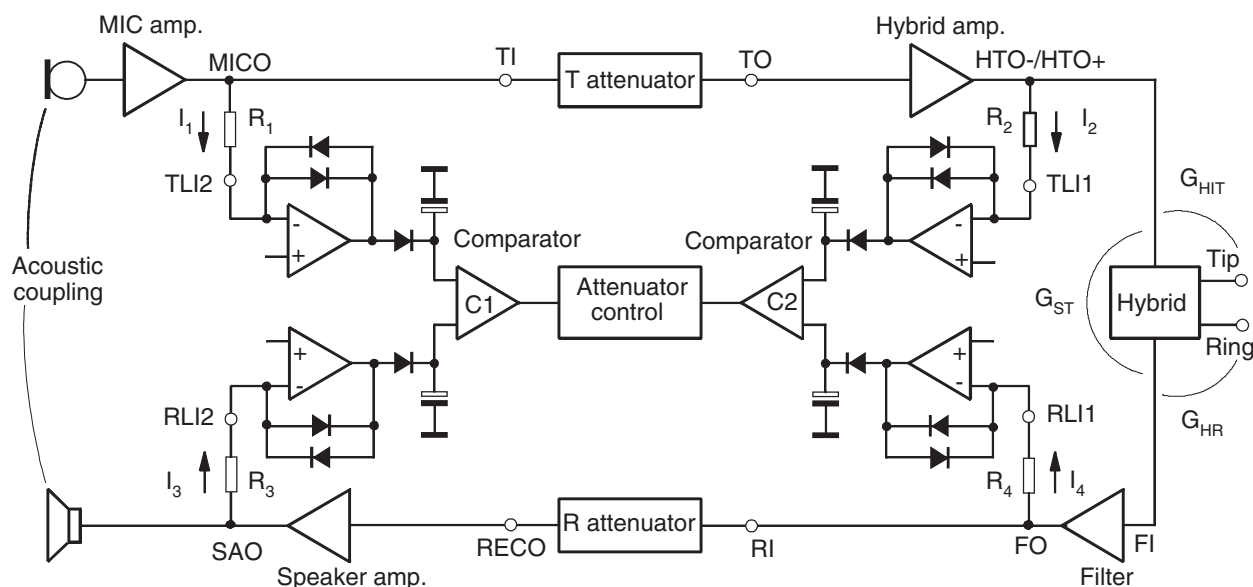 MIC amp.
Hybrid amp.
MICO
TI
T attenuator
TO
HTO-/HTO+
I1
R1
R2
I2
TLI2
TLI1
GHIT
-
+
-
+
Comparator
Comparator
Acoustic
coupling
C1
Attenuator
control
C2
GST
Tip
Hybrid
Ring
+
-
+
-
RLI2
RLI1
GHR
I3
R3
R4
I4
R attenuator
SAO
RECO
RI
FO
FI
Speaker amp.
Filter